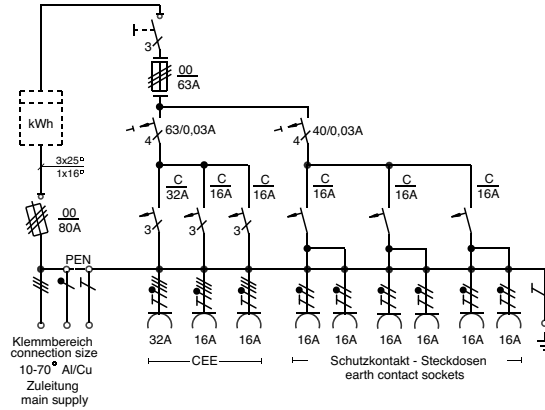 3
00
63A
kWh
63/0,03A
4
40/0,03A
4
3x25□
1x16□
C
32A
C
16A
C
16A
C
16A
C
16A
C
16A
00
80A
3
3
3
PEN
32A
16A
16A
16A
16A
16A
16A
16A
16A
Klemmbereich
connection size
10-70□ Al/Cu
Zuleitung
main supply
CEE
Schutzkontakt - Steckdosen
earth contact sockets